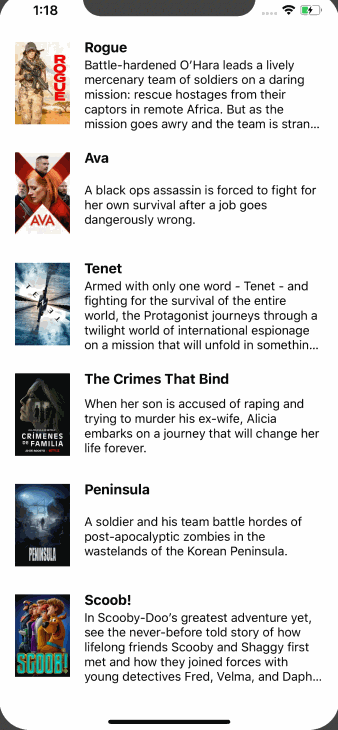 1:18
Rogue
Battle-hardened O’Hara leads a lively
mercenary team of soldiers on a daring
mission: rescue hostages from their
captors in remote Africa. But as the
mission goes awry and the team is stran...
ROGUE
Ava
A black ops assassin is forced to fight for
her own survival after a job goes
dangerously wrong.
AVA
Tenet
Armed with only one word - Tenet - and
fighting for the survival of the entire
world, the Protagonist journeys through a
twilight world of international espionage
on a mission that will unfold in somethin...
TENET
The Crimes That Bind
When her son is accused of raping and
trying to murder his ex-wife, Alicia
embarks on a journey that will change her
life forever.
CRÍMENES
DE FAMILIA
Peninsula
A soldier and his team battle hordes of
post-apocalyptic zombies in the
wastelands of the Korean Peninsula.
PENINSULA
Scoob!
In Scooby-Doo’s greatest adventure yet,
see the never-before told story of how
lifelong friends Scooby and Shaggy first
met and how they joined forces with
young detectives Fred, Velma, and Daph...
SCOOB!